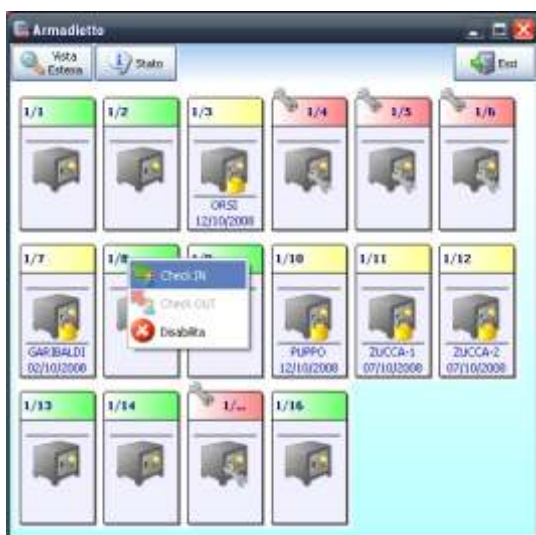 Armadietto
Vista
Estesa
Stato
Esci
1/1
1/2
1/3
1/4
1/5
1/6
ORSI
12/10/2008
1/7
1/8
1/9
1/10
1/11
1/12
Check IN
Check OUT
Disabilita
GARIBALDI
02/10/2008
PUPPO
12/10/2008
ZUCCA-1
07/10/2008
ZUCCA-2
07/10/2008
1/13
1/14
1/...
1/16